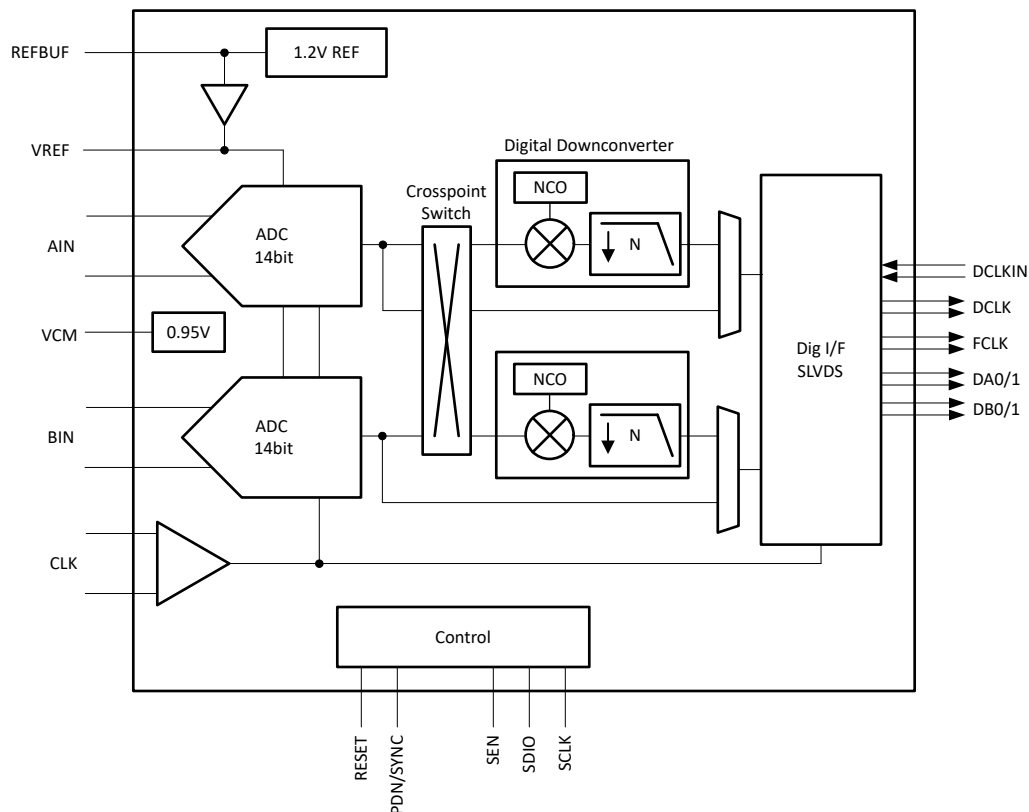 REFBUF
1.2V REF
VREF
Digital Downconverter
NCO
Crosspoint
Switch
ADC
14bit
N
AIN
DCLKIN
DCLK
VCM
0.95V
FCLK
Dig I/F
SLVDS
DA0/1
NCO
DB0/1
BIN
ADC
14bit
N
CLK
Control
RESET
PDN/SYNC
SEN
SDIO
SCLK